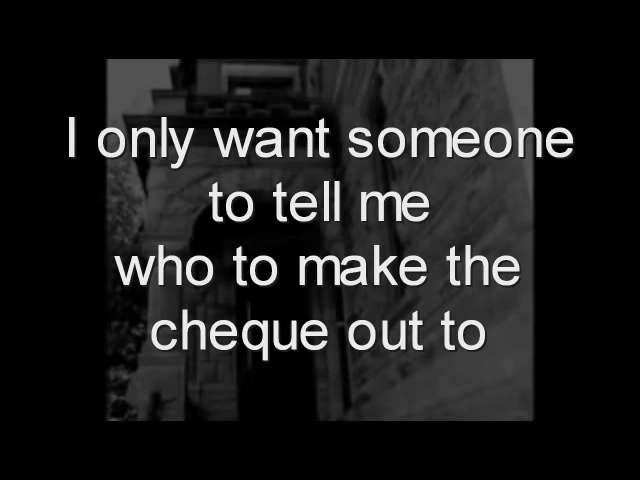 I only want someone
to tell me
who to make the
cheque out to